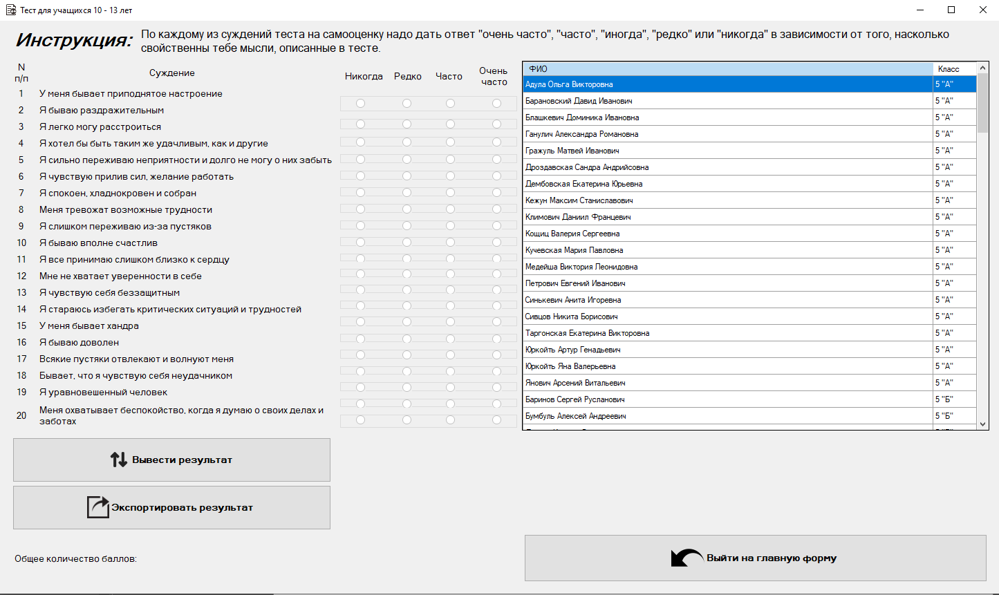 Тест для учащихся 10 - 13 лет
Инструкция:
По каждому из суждений теста на самооценку надо дать ответ "очень часто", "часто", "иногда", "редко" или "никогда" в зависимости от того, насколько
свойственны тебе мысли, описанные в тесте.
N п/п
Суждение
Никогда
Редко
Часто
Очень часто
1 У меня бывает приподнятое настроение
2 Я бываю раздражительным
3 Я легко могу расстроиться
4 Я хотел бы быть таким же удачливым, как и другие
5 Я сильно переживаю неприятности и долго не могу о них забыть
6 Я чувствую прилив сил, желание работать
7 Я спокоен, хладнокровен и собран
8 Меня тревожат возможные трудности
9 Я слишком переживаю из-за пустяков
10 Я бываю вполне счастлив
11 Я все принимаю слишком близко к сердцу
12 Мне не хватает уверенности в себе
13 Я чувствую себя беззащитным
14 Я стараюсь избегать критических ситуаций и трудностей
15 У меня бывает хандра
16 Я бываю доволен
17 Всякие пустяки отвлекают и волнуют меня
18 Бывает, что я чувствую себя неудачником
19 Я уравновешенный человек
20 Меня охватывает беспокойство, когда я думаю о своих делах и
заботах
ФИО Класс
Адула Ольга Викторовна 5 "А"
Барановский Давид Иванович 5 "А"
Блашкевич Доминика Ивановна 5 "А"
Ганулич Александра Романовна 5 "А"
Гражуль Матвей Иванович 5 "А"
Дроздавская Сандра Андрийсовна 5 "А"
Дембовская Екатерина Юрьевна 5 "А"
Кежун Максим Станиславович 5 "А"
Климович Даниил Францевич 5 "А"
Кощиц Валерия Сергеевна 5 "А"
Кучевская Мария Павловна 5 "А"
Медейша Виктория Леонидовна 5 "А"
Петрович Евгений Иванович 5 "А"
Синькевич Анита Игоревна 5 "А"
Сивцов Никита Борисович 5 "А"
Таргонская Екатерина Викторовна 5 "А"
Юркойть Артур Генадьевич 5 "А"
Юркойть Яна Валерьевна 5 "А"
Янович Арсений Витальевич 5 "А"
Баринов Сергей Русланович 5 "Б"
Бумбуль Алексей Андреевич 5 "Б"
Вывести результат
Экспортировать результат
Общее количество баллов:
Выйти на главную форму